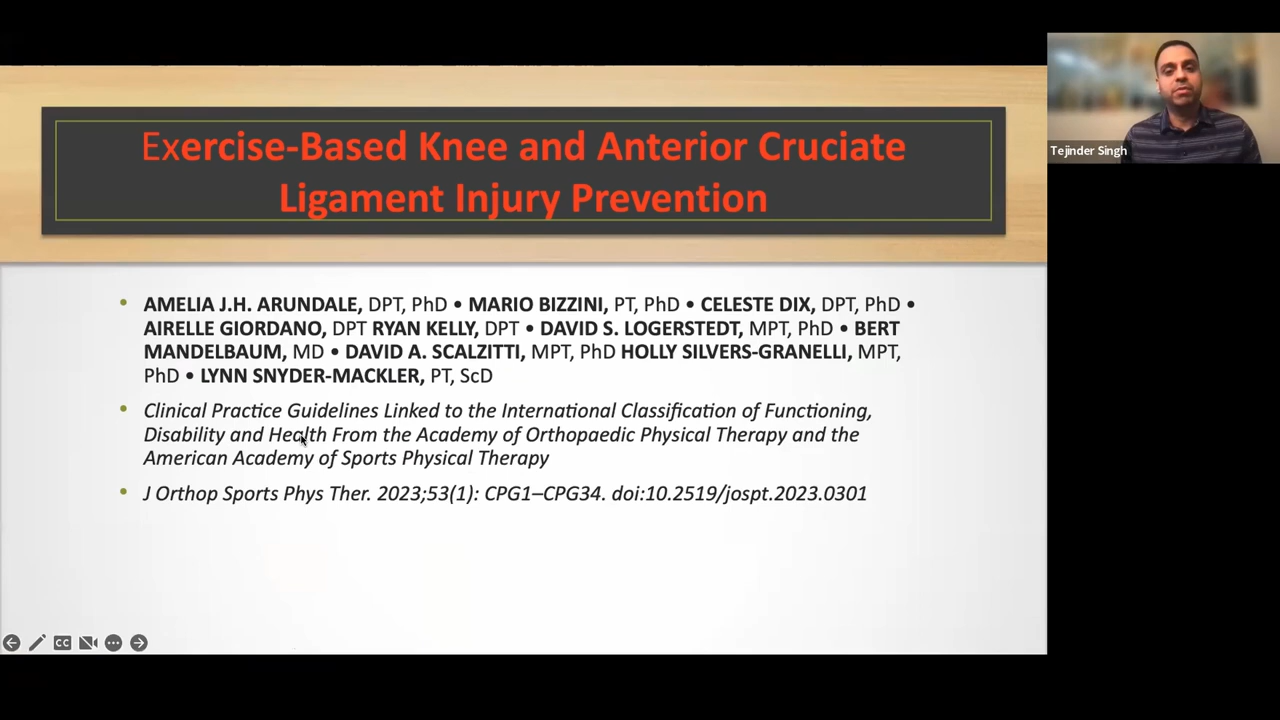 Exercise-Based Knee and Anterior Cruciate
Ligament Injury Prevention
Tejinder Singh
• AMELIA J.H. ARUNDALE, DPT, PhD • MARIO BIZZINI, PT, PhD • CELESTE DIX, DPT, PhD •
AIRELLE GIORDANO, DPT RYAN KELLY, DPT • DAVID S. LOGERSTEDT, MPT, PhD • BERT
MANDELBAUM, MD • DAVID A. SCALZITTI, MPT, PhD HOLLY SILVERS-GRANELLI, MPT,
PhD • LYNN SNYDER-MACKLER, PT, ScD
• Clinical Practice Guidelines Linked to the International Classification of Functioning,
Disability and Health From the Academy of Orthopaedic Physical Therapy and the
American Academy of Sports Physical Therapy
• J Orthop Sports Phys Ther. 2023;53(1): CPG1–CPG34. doi:10.2519/jospt.2023.0301
CC